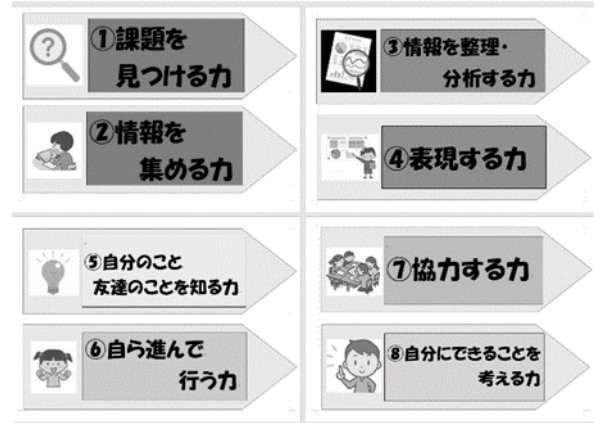 ①課題を
見つける力
②情報を
集める力
③情報を整理・
分析する力
④表現する力
⑤自分のこと
友達のことを知る力
⑥自ら進んで
行う力
⑦協力する力
⑧自分にできることを
考える力